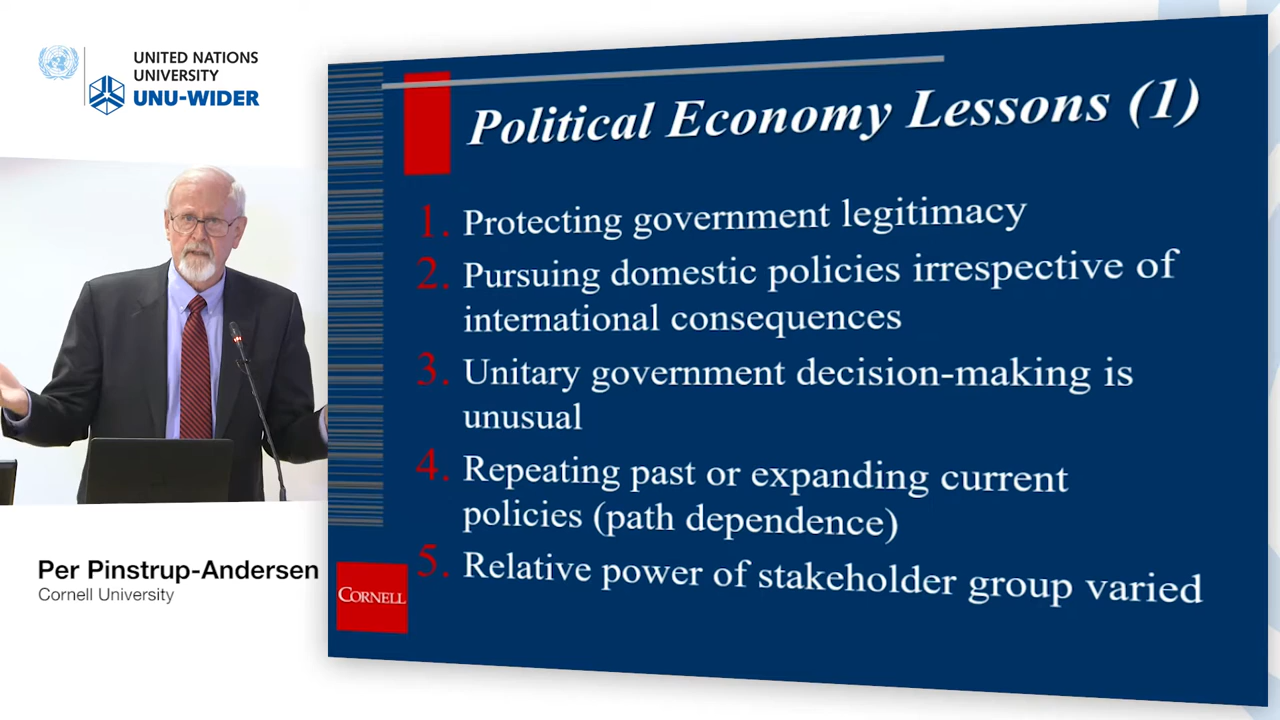 UNITED NATIONS
UNIVERSITY
UNU-WIDER
Political Economy Lessons (1)
1. Protecting government legitimacy
2. Pursuing domestic policies irrespective of
international consequences
3. Unitary government decision-making is
unusual
4. Repeating past or expanding current
policies (path dependence)
5. Relative power of stakeholder group varied
CORNELL
Per Pinstrup-Andersen
Cornell University